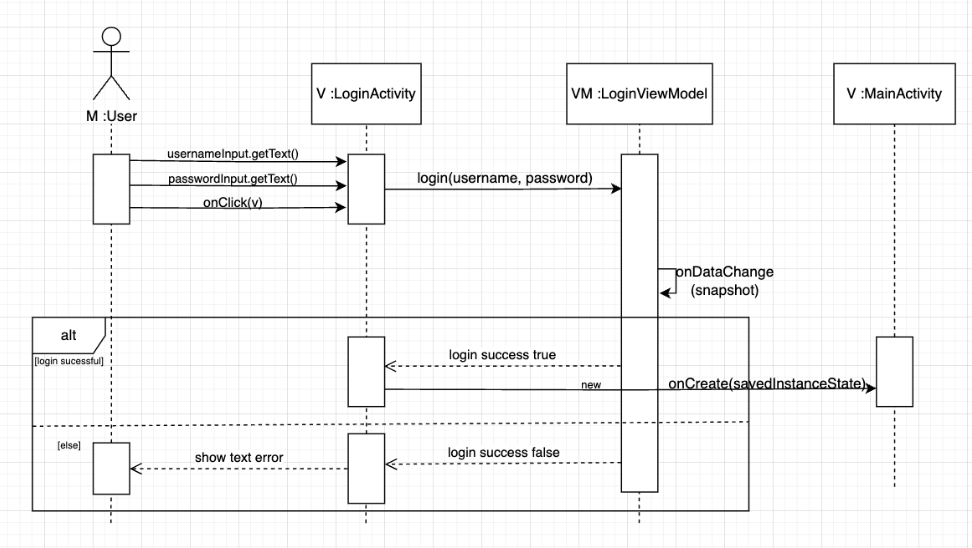 M :User
V :LoginActivity
VM :LoginViewModel
V :MainActivity
usernameInput.getText()
passwordInput.getText()
onClick(v)
login(username, password)
onDataChange
(snapshot)
alt
[login sucessful]
login success true
new
onCreate(savedInstanceState)
[else]
show text error
login success false